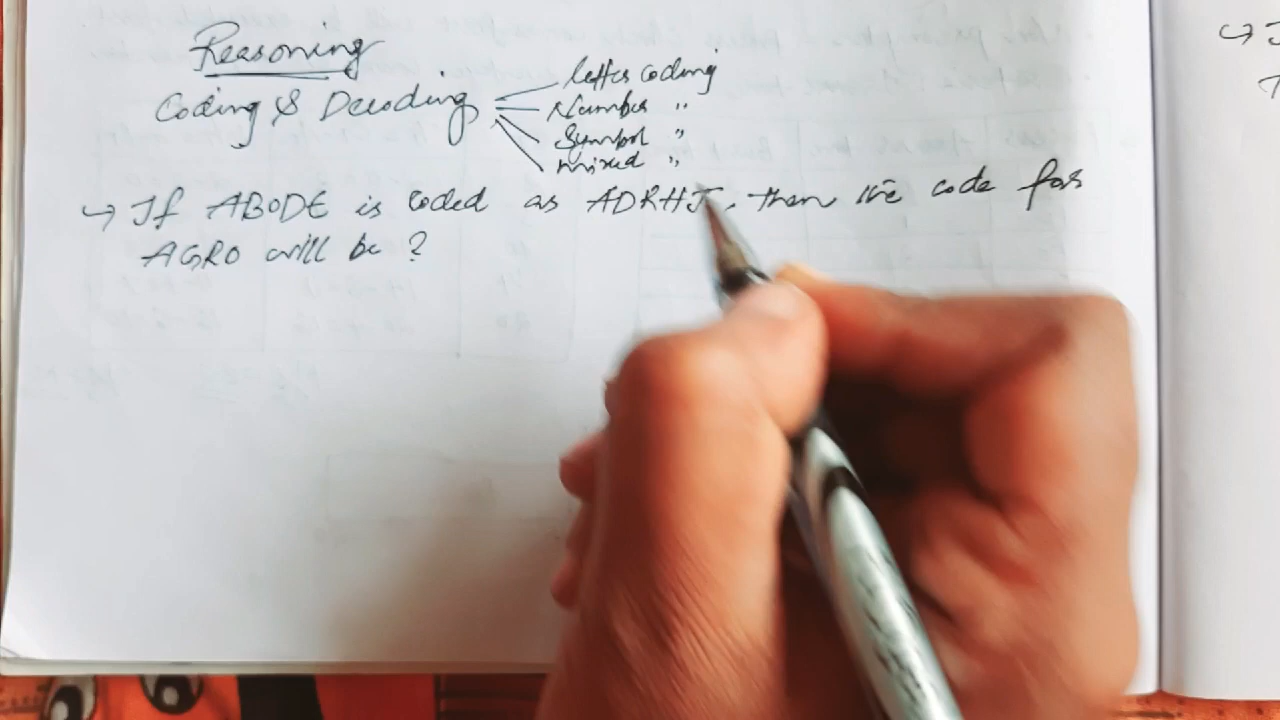 Reasoning
Coding & Decoding
letter coding
Number "
Symbol "
mixed "
↪ If ABODE is coded as ADRHJ, then the code for
AGRO will be ?
↪